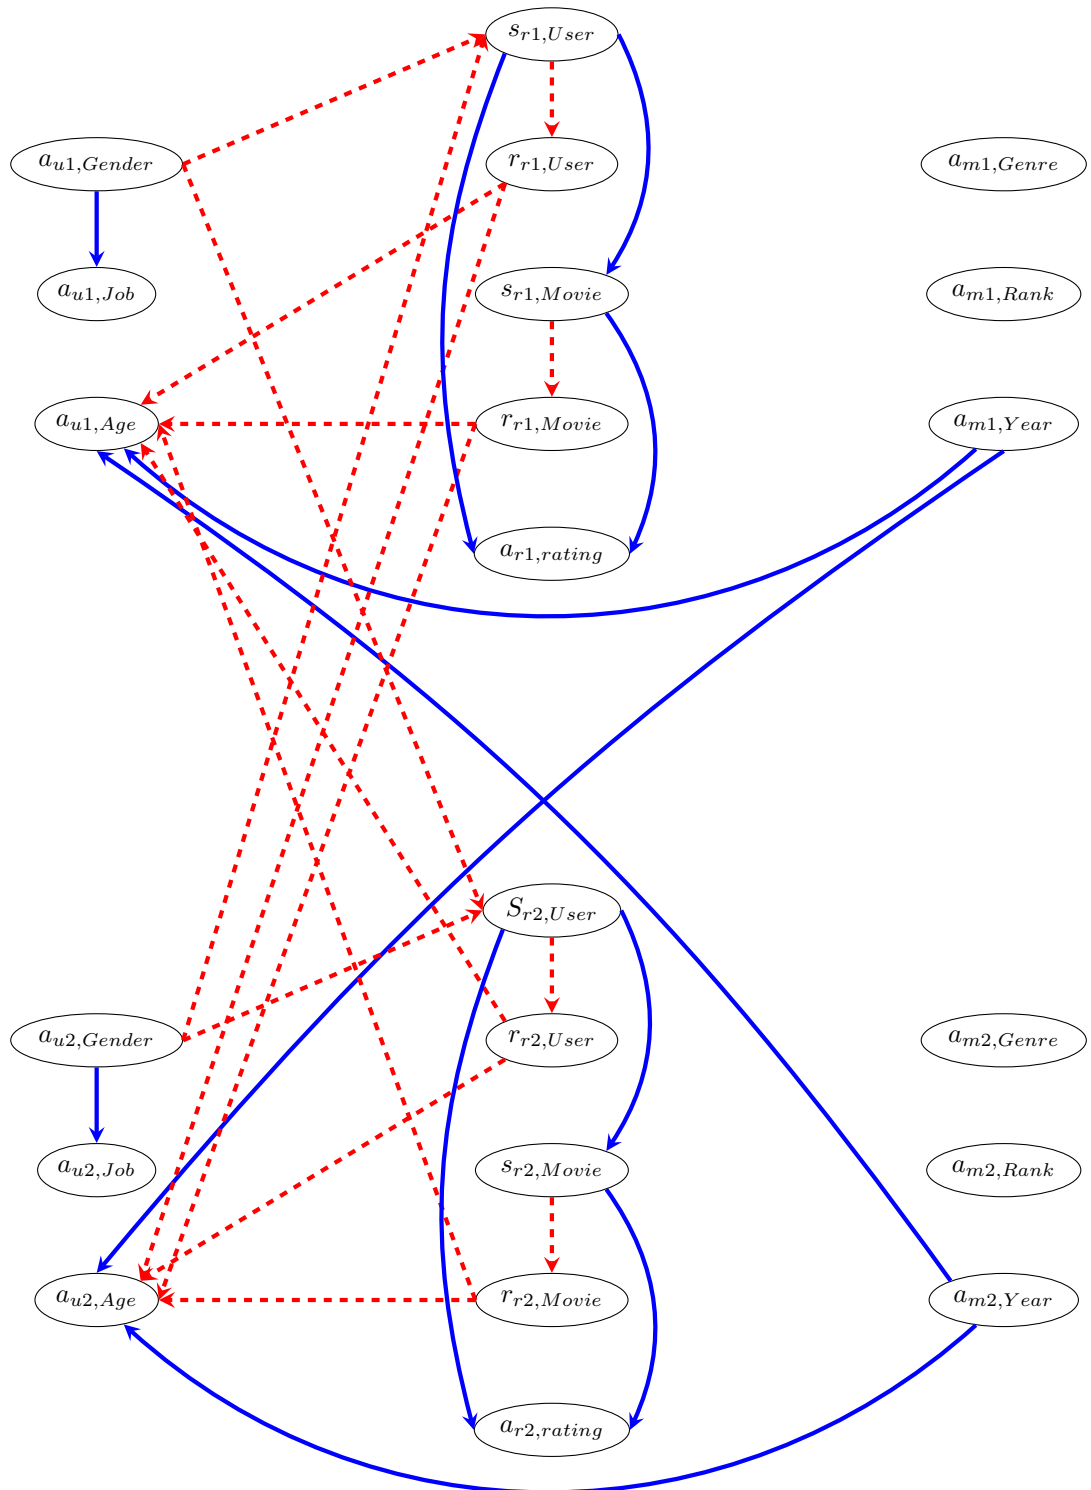 s_{r1,User}
a_{u1,Gender} r_{r1,User} a_{m1,Genre}
a_{u1,Job} s_{r1,Movie} a_{m1,Rank}
a_{u1,Age} r_{r1,Movie} a_{m1,Year}
a_{r1,rating}
S_{r2,User}
a_{u2,Gender} r_{r2,User} a_{m2,Genre}
a_{u2,Job} s_{r2,Movie} a_{m2,Rank}
a_{u2,Age} r_{r2,Movie} a_{m2,Year}
a_{r2,rating}